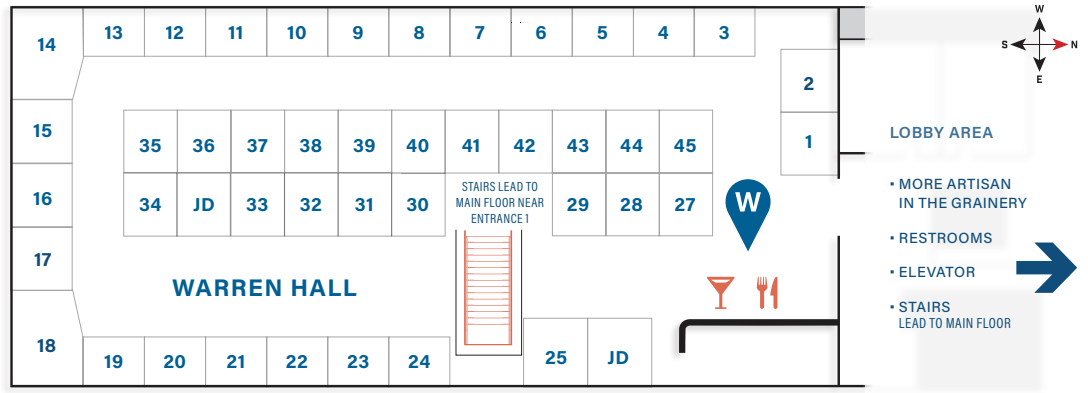 14
13
12
11
10
9
8
7
6
5
4
3
W
S
N
E
2
1
15
35
36
37
38
39
40
41
42
43
44
45
LOBBY AREA
16
34
JD
33
32
31
30
STAIRS LEAD TO
MAIN FLOOR NEAR
ENTRANCE 1
29
28
27
W
• MORE ARTISAN
IN THE GRAINERY
• RESTROOMS
• ELEVATOR
• STAIRS
LEAD TO MAIN FLOOR
17
WARREN HALL
18
19
20
21
22
23
24
25
JD